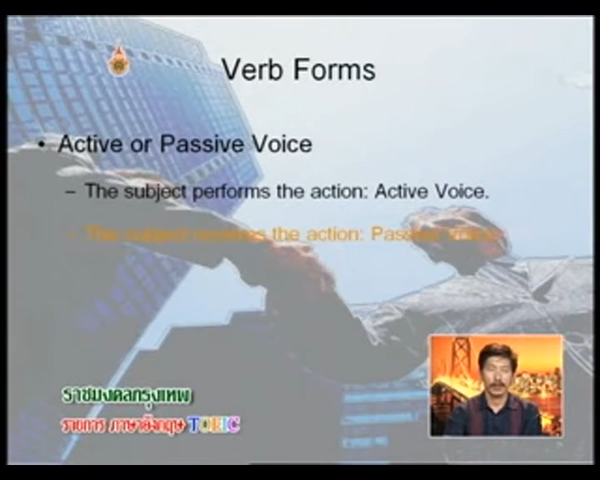 Verb Forms
• Active or Passive Voice
– The subject performs the action: Active Voice.
– The subject receives the action: Passive Voice.
ราชมงคลกรุงเทพ
รายการ ภาษาอังกฤษ TOEIC